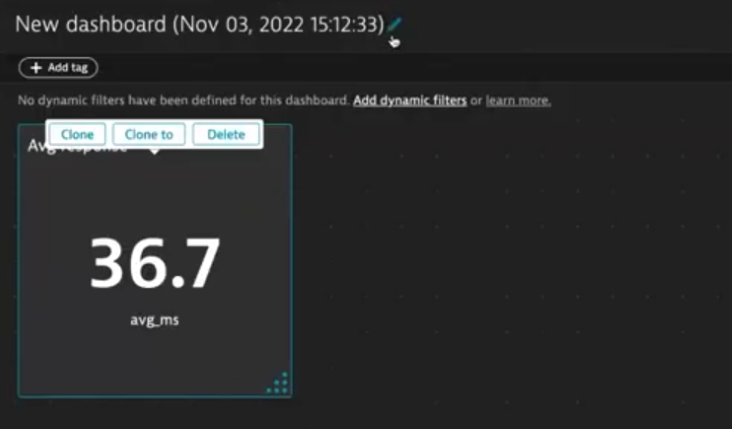 New dashboard (Nov 03, 2022 15:12:33)
+ Add tag
No dynamic filters have been defined for this dashboard. Add dynamic filters or learn more.
Clone Clone to Delete
Avg response
36.7
avg_ms